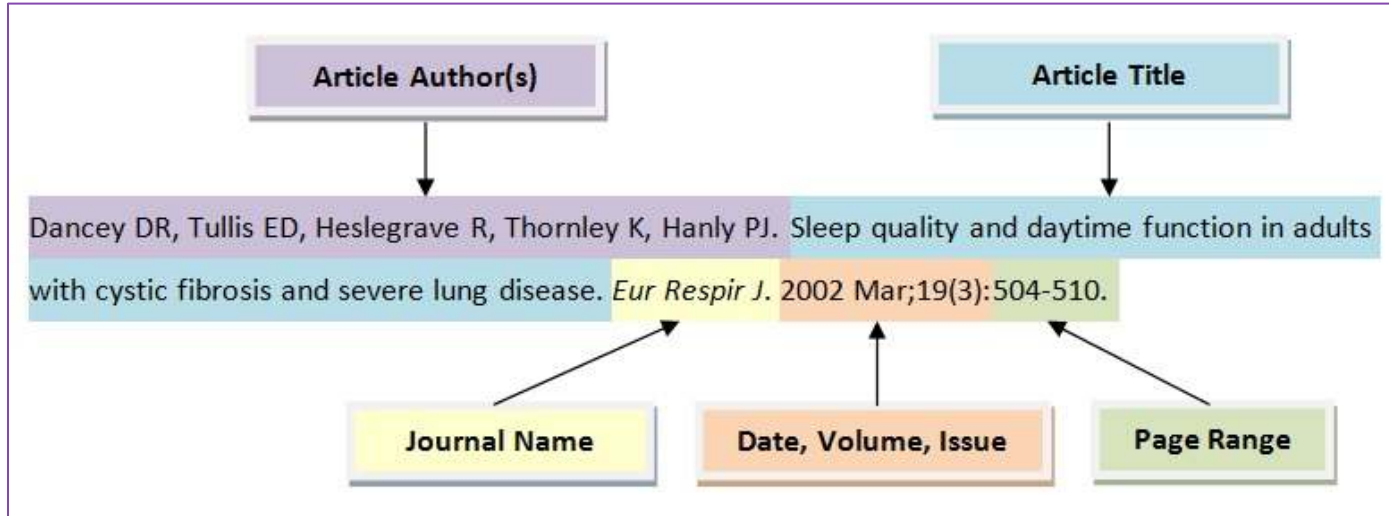 Article Author(s)
Article Title
Dancey DR, Tullis ED, Heslegrave R, Thornley K, Hanly PJ. Sleep quality and daytime function in adults
with cystic fibrosis and severe lung disease. Eur Respir J. 2002 Mar;19(3):504-510.
Journal Name
Date, Volume, Issue
Page Range